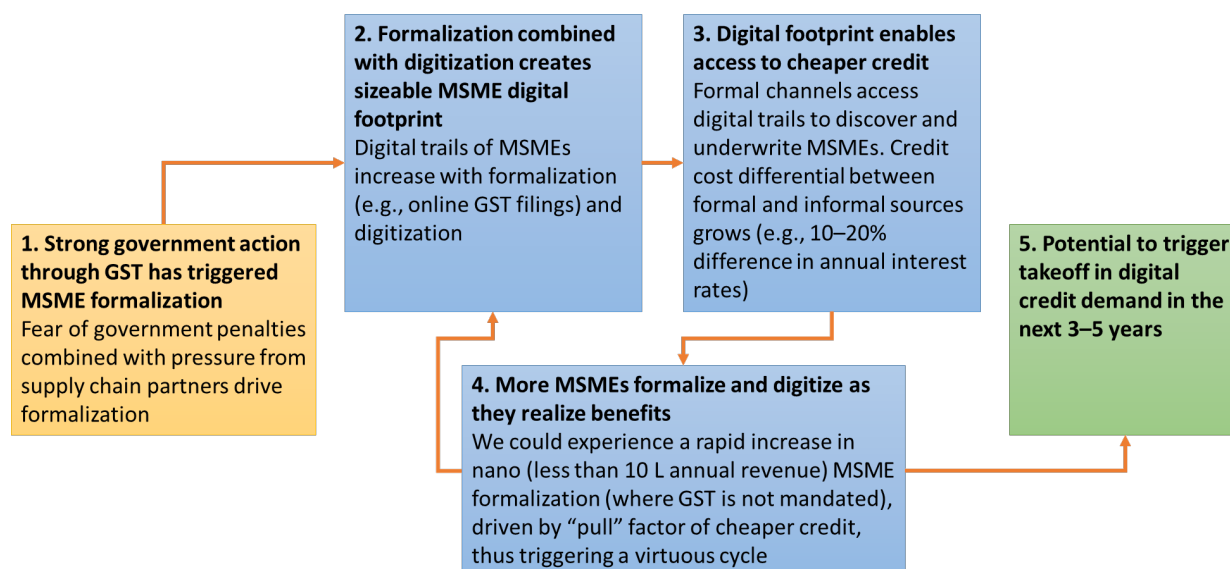 1. Strong government action
through GST has triggered
MSME formalization
Fear of government penalties
combined with pressure from
supply chain partners drive
formalization
2. Formalization combined
with digitization creates
sizeable MSME digital
footprint
Digital trails of MSMEs
increase with formalization
(e.g., online GST filings) and
digitization
3. Digital footprint enables
access to cheaper credit
Formal channels access
digital trails to discover and
underwrite MSMEs. Credit
cost differential between
formal and informal sources
grows (e.g., 10–20%
difference in annual interest
rates)
4. More MSMEs formalize and digitize as
they realize benefits
We could experience a rapid increase in
nano (less than 10 L annual revenue) MSME
formalization (where GST is not mandated),
driven by “pull” factor of cheaper credit,
thus triggering a virtuous cycle
5. Potential to trigger
takeoff in digital
credit demand in the
next 3–5 years